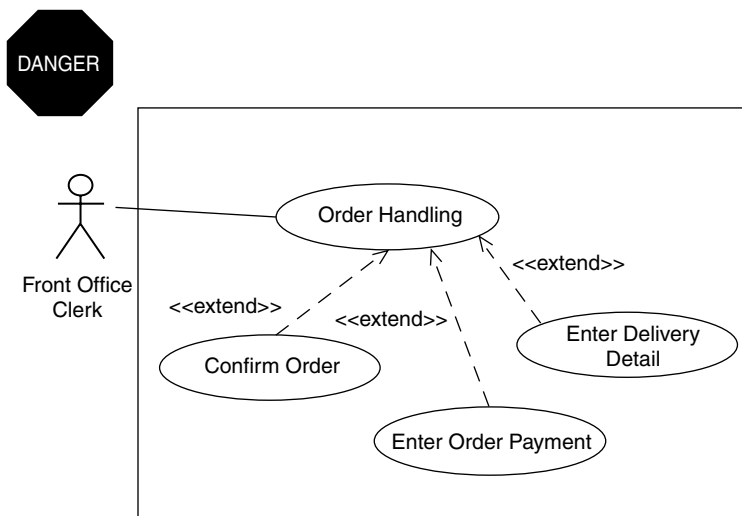 DANGER
Order Handling
Front Office
Clerk
<<extend>>
<<extend>>
<<extend>>
Enter Delivery
Detail
Confirm Order
Enter Order Payment